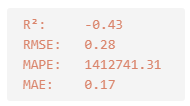 R²: -0.43
RMSE: 0.28
MAPE: 1412741.31
MAE: 0.17